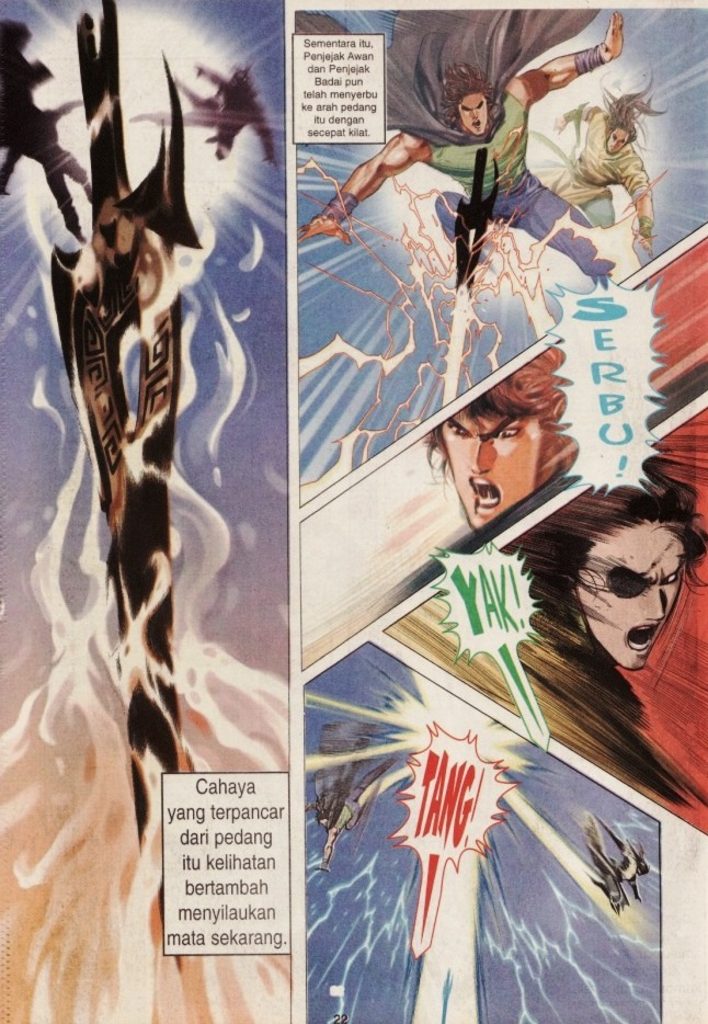 Sementara itu,
Penjejak Awan
dan Penjejak
Badai pun
telah menyerbu
ke arah pedang
itu dengan
secepat kilat.
SERBU!
YAK!
TANG!
Cahaya
yang terpancar
dari pedang
itu kelihatan
bertambah
menyilaukan
mata sekarang.
22